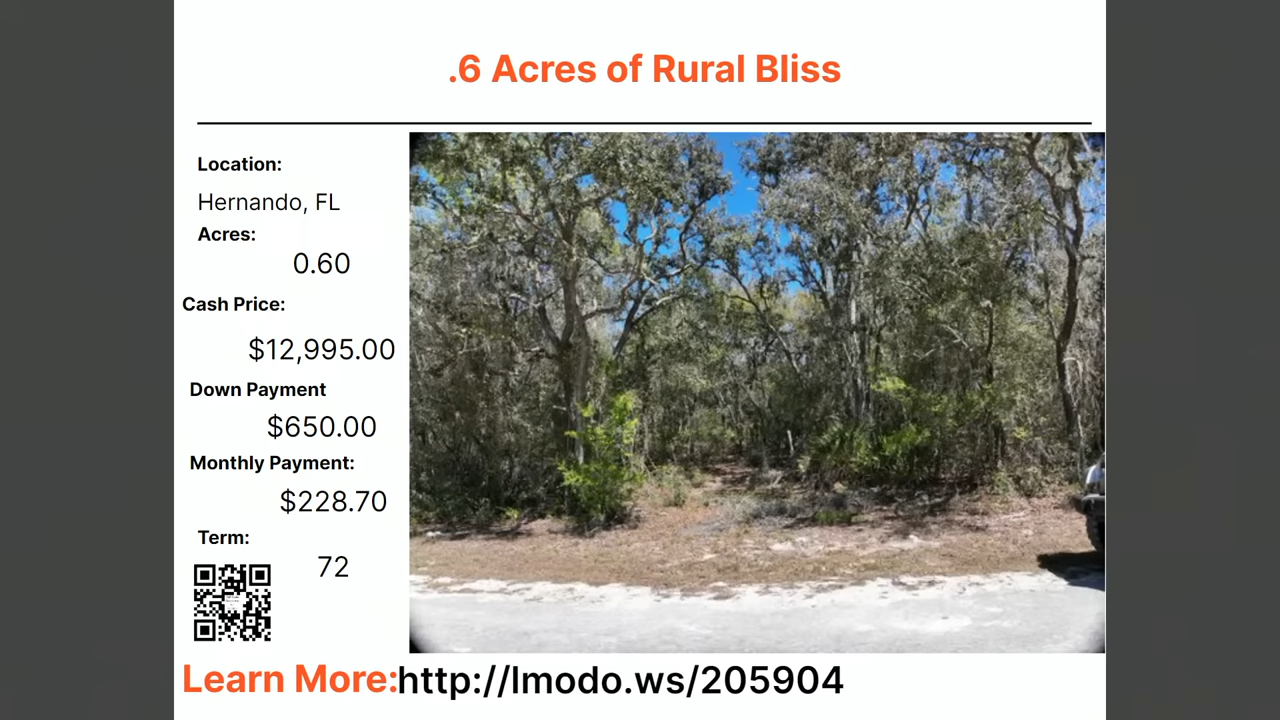 .6 Acres of Rural Bliss
Location:
Hernando, FL
Acres:
0.60
Cash Price:
$12,995.00
Down Payment
$650.00
Monthly Payment:
$228.70
Term:
72
Learn More:http://lmodo.ws/205904